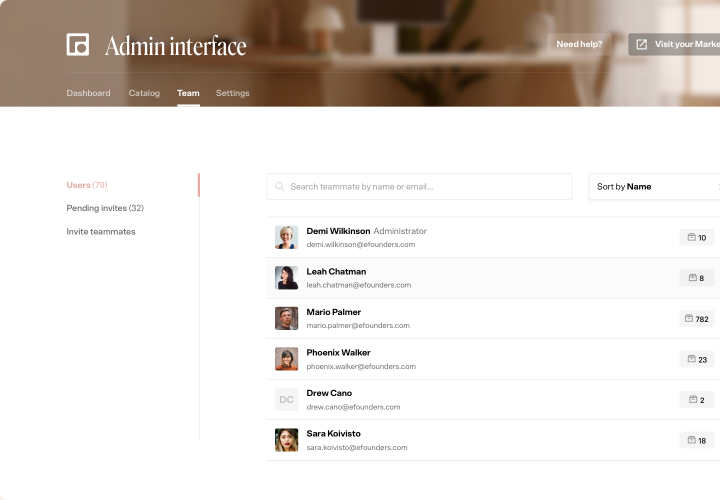 Admin interface
Need help?
Visit your Marke
Dashboard Catalog Team Settings
Users (79)
Pending invites (32)
Invite teammates
Search teammate by name or email...
Sort by Name
Demi Wilkinson Administrator
demi.wilkinson@efounders.com
10
Leah Chatman
leah.chatman@efounders.com
8
Mario Palmer
mario.palmer@efounders.com
782
Phoenix Walker
phoenix.walker@efounders.com
23
DC
Drew Cano
drew.cano@efounders.com
2
Sara Koivisto
sara.koivisto@efounders.com
18